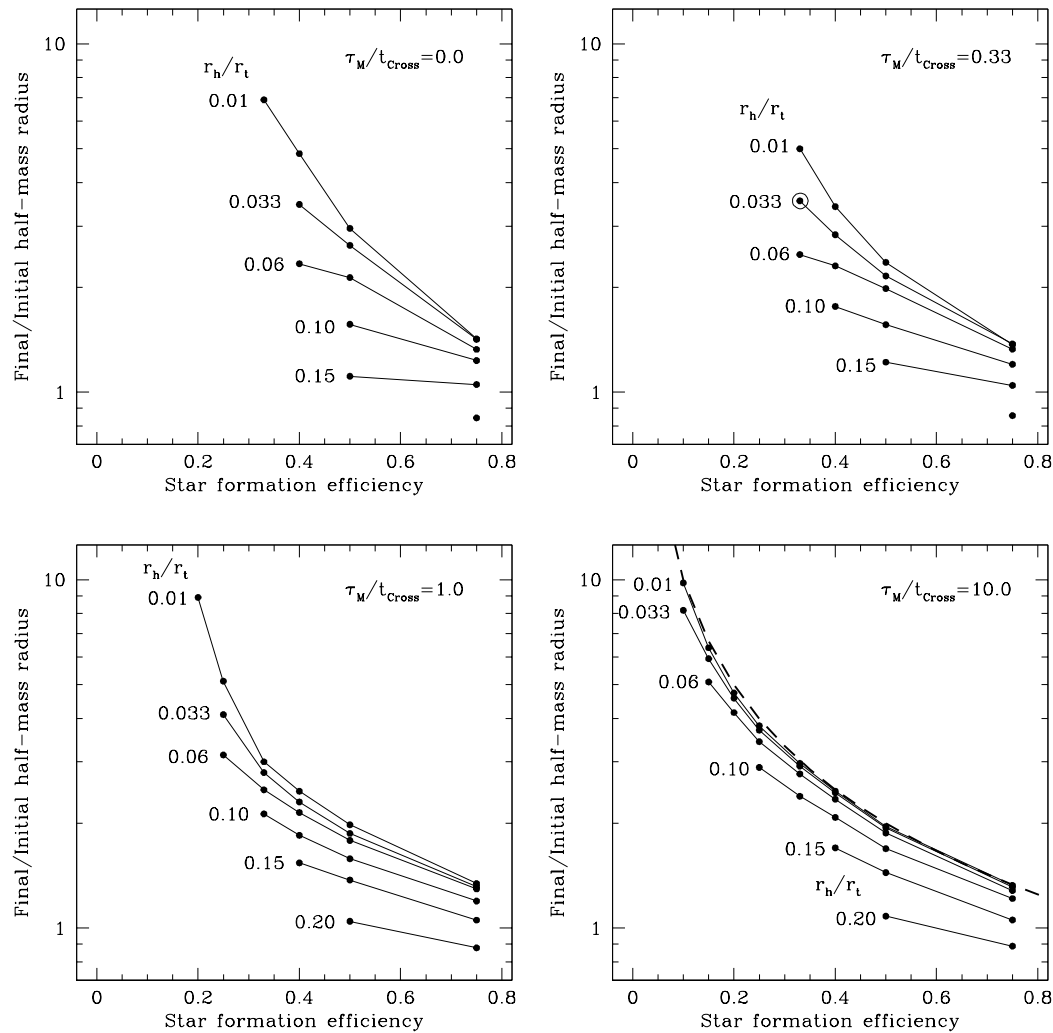 τ_M/t_Cross=0.0
r_h/r_t
0.01
0.033
0.06
0.10
0.15
10
1
Final/Initial half−mass radius
0 0.2 0.4 0.6 0.8
Star formation efficiency
τ_M/t_Cross=0.33
r_h/r_t
0.01
0.033
0.06
0.10
0.15
10
1
Final/Initial half−mass radius
0 0.2 0.4 0.6 0.8
Star formation efficiency
τ_M/t_Cross=1.0
r_h/r_t
0.01
0.033
0.06
0.10
0.15
0.20
10
1
Final/Initial half−mass radius
0 0.2 0.4 0.6 0.8
Star formation efficiency
τ_M/t_Cross=10.0
0.01
0.033
0.06
0.10
0.15
r_h/r_t
0.20
10
1
Final/Initial half−mass radius
0 0.2 0.4 0.6 0.8
Star formation efficiency